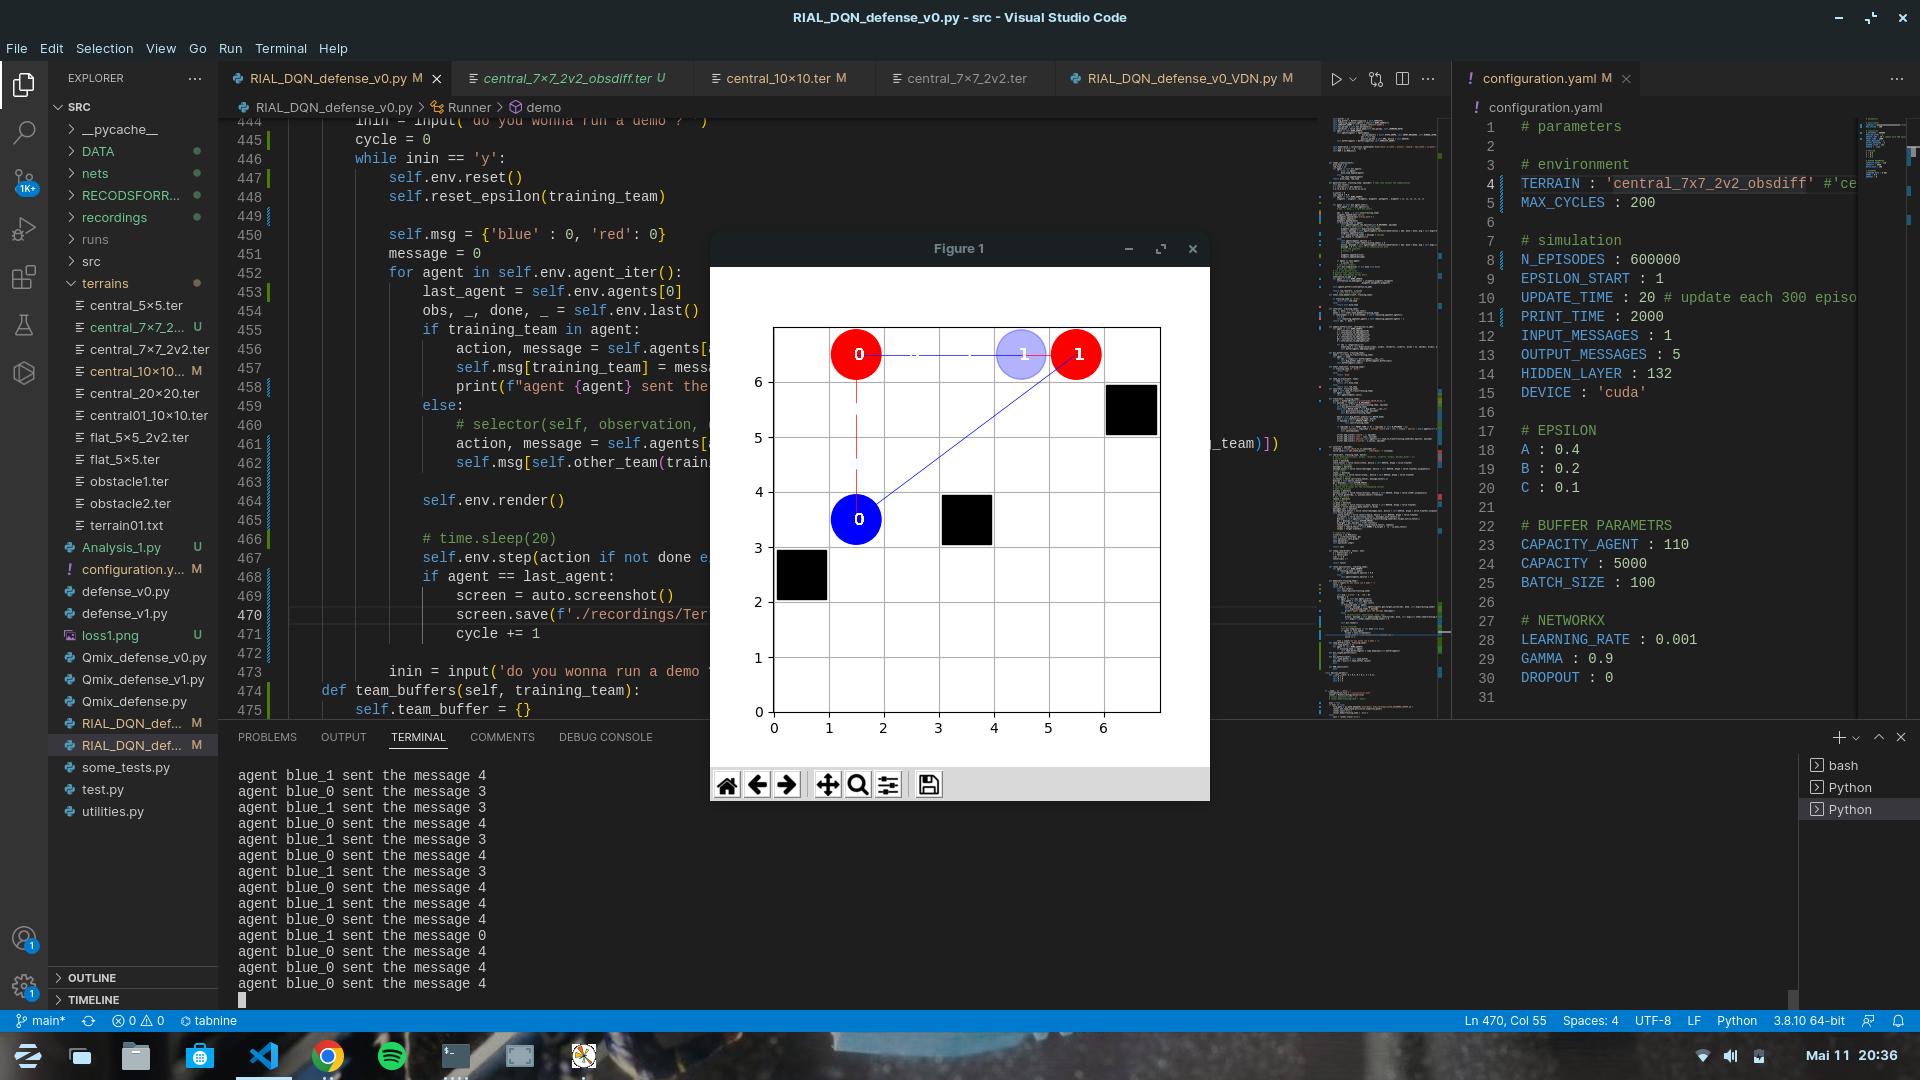 RIAL_DQN_defense_v0.py - src - Visual Studio Code
File Edit Selection View Go Run Terminal Help
EXPLORER
RIAL_DQN_defense_v0.py M
central_7×7_2v2_obsdiff.ter U
central_10×10.ter M
central_7×7_2v2.ter
RIAL_DQN_defense_v0_VDN.py M
configuration.yaml M
SRC
__pycache__
DATA
nets
RECODSFORR...
recordings
runs
src
terrains
central_5×5.ter
central_7×7_2... U
central_7×7_2v2.ter
central_10×10... M
central_20×20.ter
central01_10×10.ter
flat_5×5_2v2.ter
flat_5×5.ter
obstacle1.ter
obstacle2.ter
terrain01.txt
Analysis_1.py U
configuration.y... M
defense_v0.py
defense_v1.py
loss1.png U
Qmix_defense_v0.py
Qmix_defense_v1.py
Qmix_defense.py
RIAL_DQN_def... M
RIAL_DQN_def... M
some_tests.py
test.py
utilities.py
OUTLINE
TIMELINE
1K+
1
1
RIAL_DQN_defense_v0.py > Runner > demo
444 inin = input('do you wonna run a demo ? ')
445 cycle = 0
446 while inin == 'y':
447 self.env.reset()
448 self.reset_epsilon(training_team)
449
450 self.msg = {'blue' : 0, 'red': 0}
451 message = 0
452 for agent in self.env.agent_iter():
453 last_agent = self.env.agents[0]
454 obs, _, done, _ = self.env.last()
455 if training_team in agent:
456 action, message = self.agents[
457 self.msg[training_team] = mess
458 print(f"agent {agent} sent the
459 else:
460 # selector(self, observation,
461 action, message = self.agents[ g_team)])
462 self.msg[self.other_team(train
463
464 self.env.render()
465
466 # time.sleep(20)
467 self.env.step(action if not done e
468 if agent == last_agent:
469 screen = auto.screenshot()
470 screen.save(f'./recordings/Ter
471 cycle += 1
472
473 inin = input('do you wonna run a demo
474 def team_buffers(self, training_team):
475 self.team_buffer = {}
Figure 1
0
1
1
0
6
5
4
3
2
1
0
0 1 2 3 4 5 6
configuration.yaml
1 # parameters
2
3 # environment
4 TERRAIN : 'central_7x7_2v2_obsdiff' #'ce
5 MAX_CYCLES : 200
6
7 # simulation
8 N_EPISODES : 600000
9 EPSILON_START : 1
10 UPDATE_TIME : 20 # update each 300 episo
11 PRINT_TIME : 2000
12 INPUT_MESSAGES : 1
13 OUTPUT_MESSAGES : 5
14 HIDDEN_LAYER : 132
15 DEVICE : 'cuda'
16
17 # EPSILON
18 A : 0.4
19 B : 0.2
20 C : 0.1
21
22 # BUFFER PARAMETRS
23 CAPACITY_AGENT : 110
24 CAPACITY : 5000
25 BATCH_SIZE : 100
26
27 # NETWORKX
28 LEARNING_RATE : 0.001
29 GAMMA : 0.9
30 DROPOUT : 0
31
PROBLEMS OUTPUT TERMINAL COMMENTS DEBUG CONSOLE
agent blue_1 sent the message 4
agent blue_0 sent the message 3
agent blue_1 sent the message 3
agent blue_0 sent the message 4
agent blue_1 sent the message 3
agent blue_0 sent the message 4
agent blue_1 sent the message 3
agent blue_0 sent the message 4
agent blue_1 sent the message 4
agent blue_0 sent the message 4
agent blue_1 sent the message 0
agent blue_0 sent the message 4
agent blue_0 sent the message 4
agent blue_0 sent the message 4
bash
Python
Python
main* 0 0 tabnine
Ln 470, Col 55 Spaces: 4 UTF-8 LF Python 3.8.10 64-bit
Mai 11 20:36